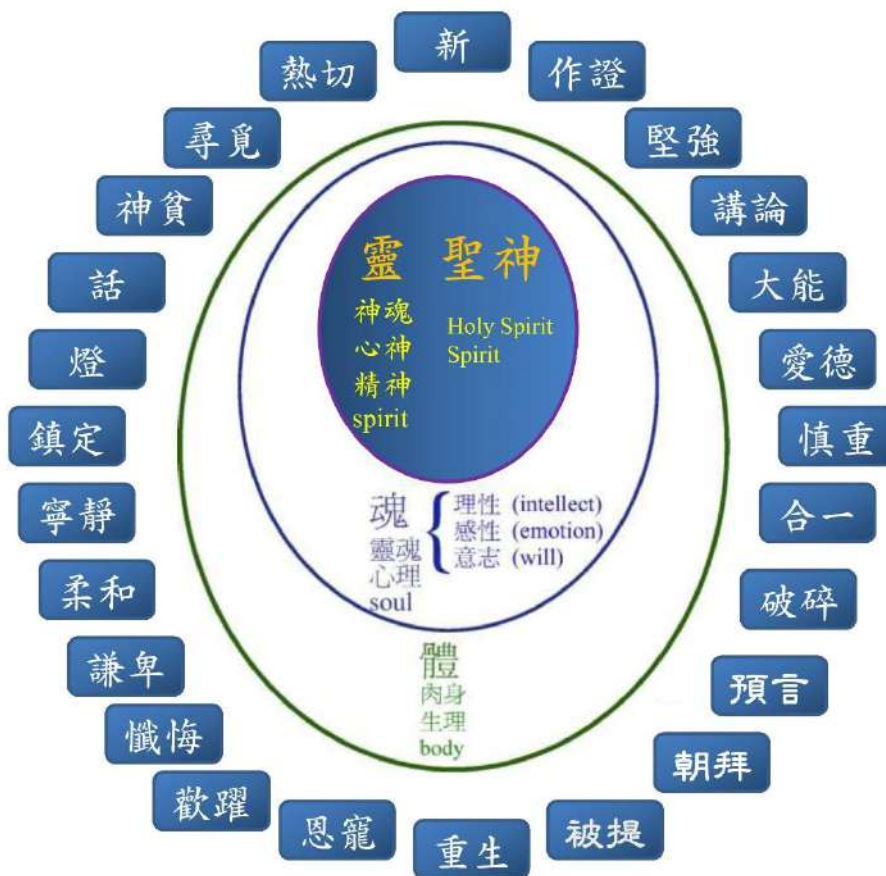 新
作證
堅強
講論
大能
愛德
慎重
合一
破碎
預言
朝拜
被提
重生
恩寵
歡躍
懺悔
謙卑
柔和
寧靜
鎮定
燈
話
神貧
尋覓
熱切
靈 聖神
神魂
心神
精神
spirit
Holy Spirit
Spirit
魂
靈魂
心理
soul
{
理性 (intellect)
感性 (emotion)
意志 (will)
體
肉身
生理
body